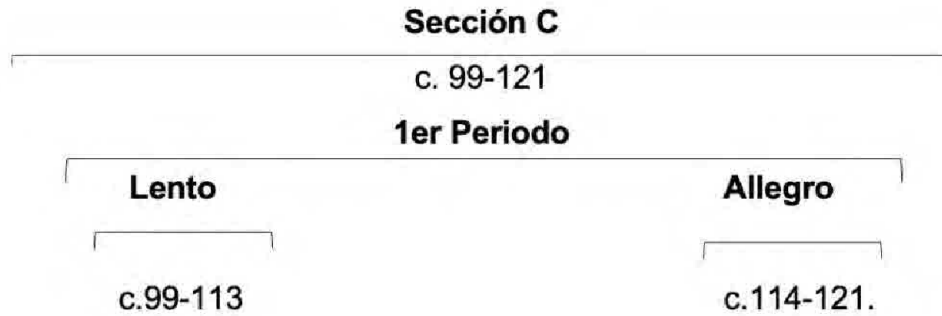 Sección C
c. 99-121
1er Periodo
Lento Allegro
c.99-113 c.114-121.